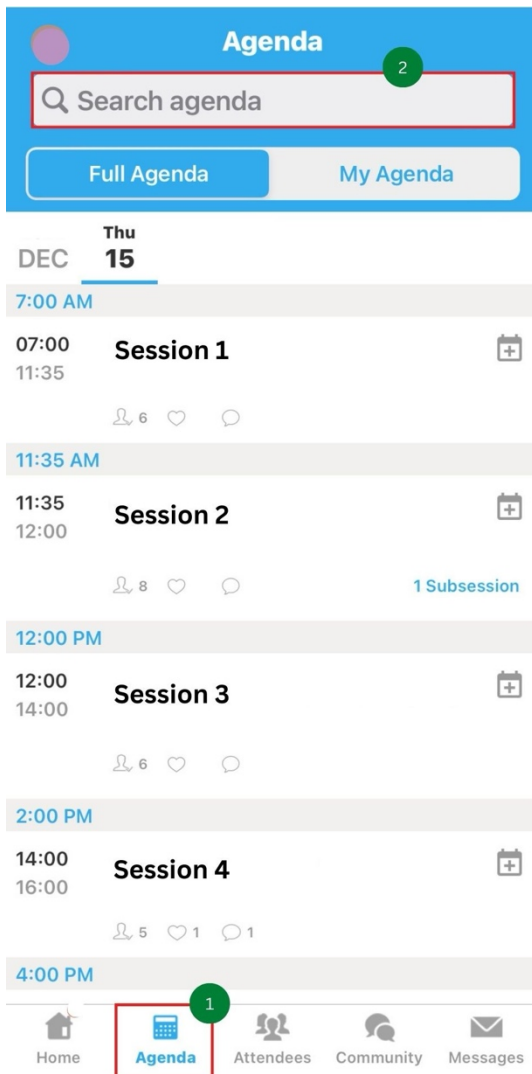 Agenda
2
Search agenda
Full Agenda My Agenda
Thu
DEC 15
7:00 AM
07:00 Session 1
11:35
6
11:35 AM
11:35 Session 2
12:00
8 1 Subsession
12:00 PM
12:00 Session 3
14:00
6
2:00 PM
14:00 Session 4
16:00
5 1 1
4:00 PM
1
Home Agenda Attendees Community Messages